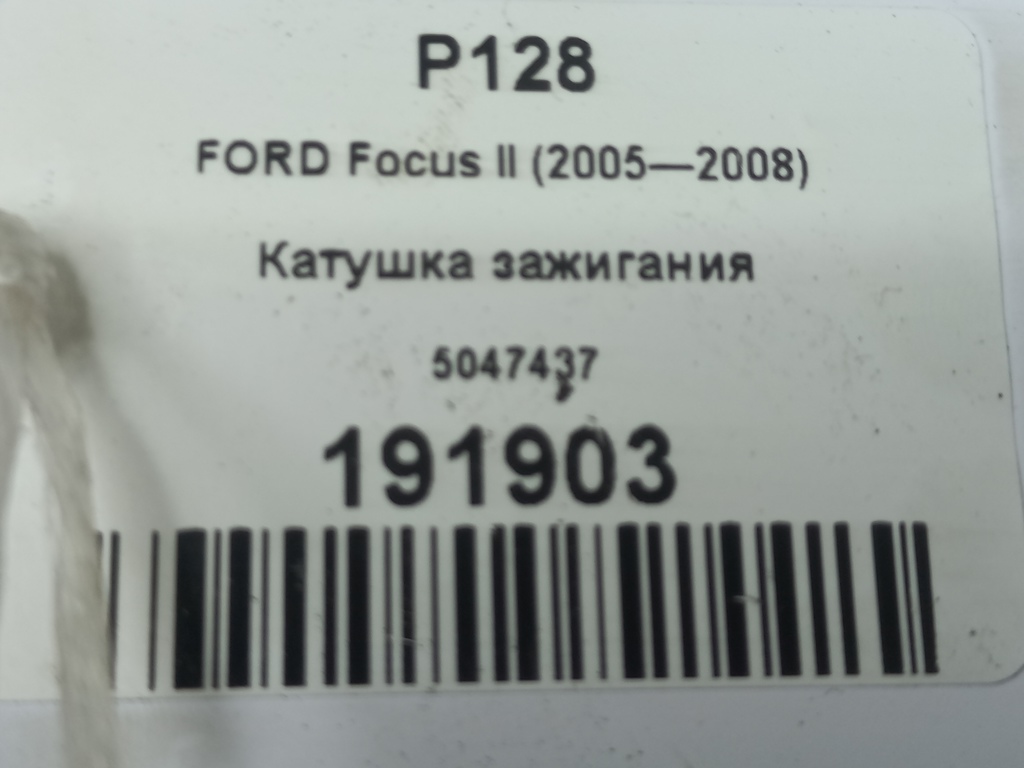 P128
FORD Focus II (2005—2008)
Катушка зажигания
5047437
191903